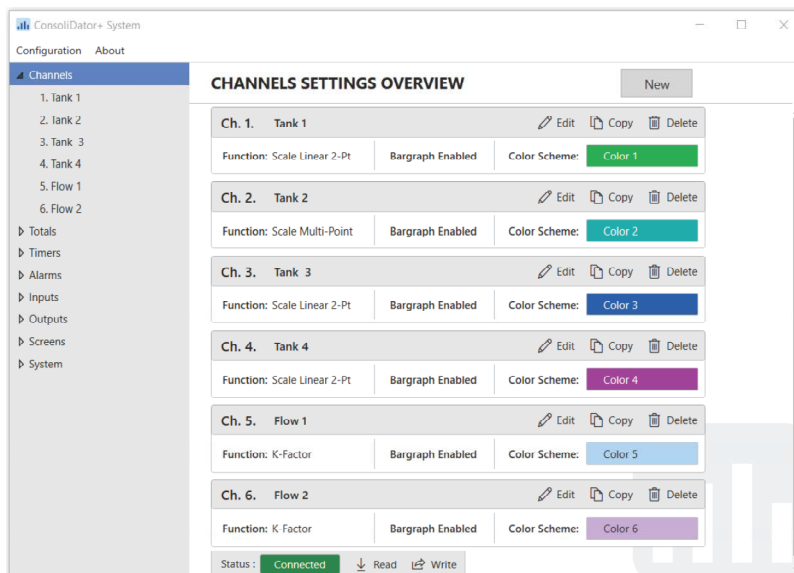 ConsoliDator+ System
Configuration About
Channels
1. Tank 1
2. Tank 2
3. Tank 3
4. Tank 4
5. Flow 1
6. Flow 2
Totals
Timers
Alarms
Inputs
Outputs
Screens
System
CHANNELS SETTINGS OVERVIEW New
Ch. 1. Tank 1 Edit Copy Delete
Function: Scale Linear 2-Pt Bargraph Enabled Color Scheme: Color 1
Ch. 2. Tank 2 Edit Copy Delete
Function: Scale Multi-Point Bargraph Enabled Color Scheme: Color 2
Ch. 3. Tank 3 Edit Copy Delete
Function: Scale Linear 2-Pt Bargraph Enabled Color Scheme: Color 3
Ch. 4. Tank 4 Edit Copy Delete
Function: Scale Linear 2-Pt Bargraph Enabled Color Scheme: Color 4
Ch. 5. Flow 1 Edit Copy Delete
Function: K-Factor Bargraph Enabled Color Scheme: Color 5
Ch. 6. Flow 2 Edit Copy Delete
Function: K-Factor Bargraph Enabled Color Scheme: Color 6
Status : Connected Read Write